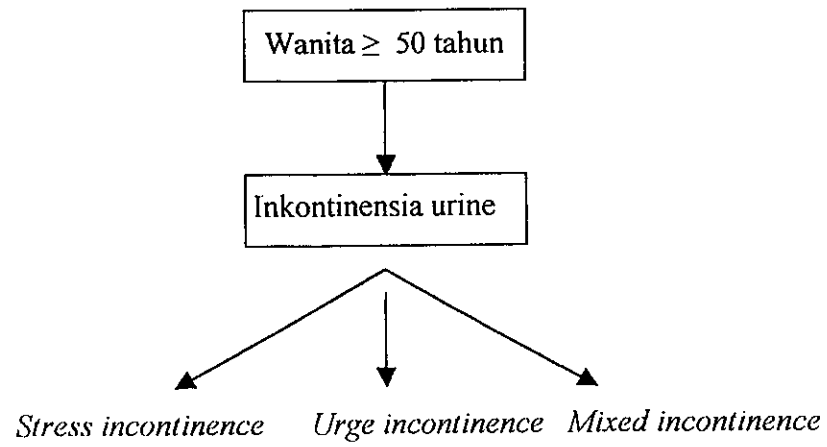 Wanita ≥ 50 tahun
Inkontinensia urine
Stress incontinence Urge incontinence Mixed incontinence